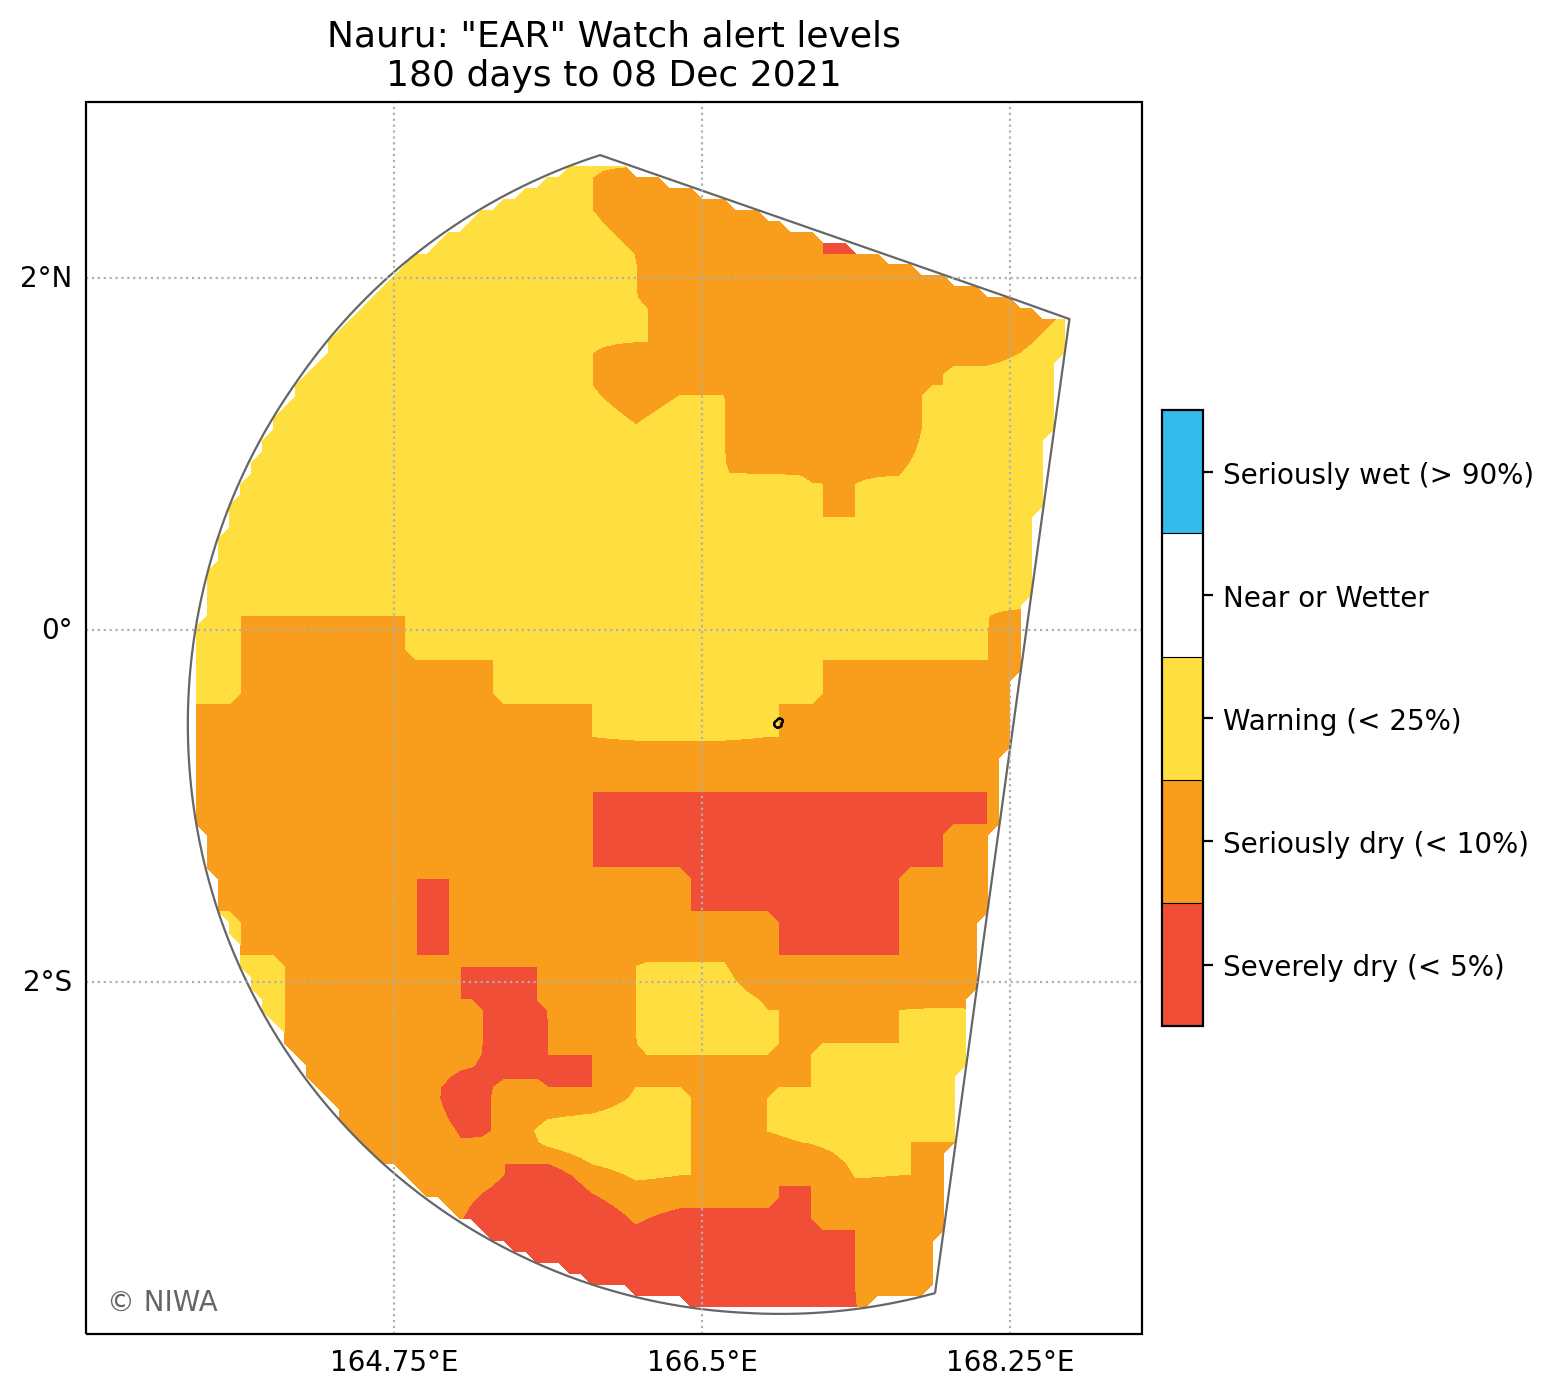 Nauru: "EAR" Watch alert levels
180 days to 08 Dec 2021
2°N
0°
2°S
164.75°E
166.5°E
168.25°E
Seriously wet (> 90%)
Near or Wetter
Warning (< 25%)
Seriously dry (< 10%)
Severely dry (< 5%)
© NIWA